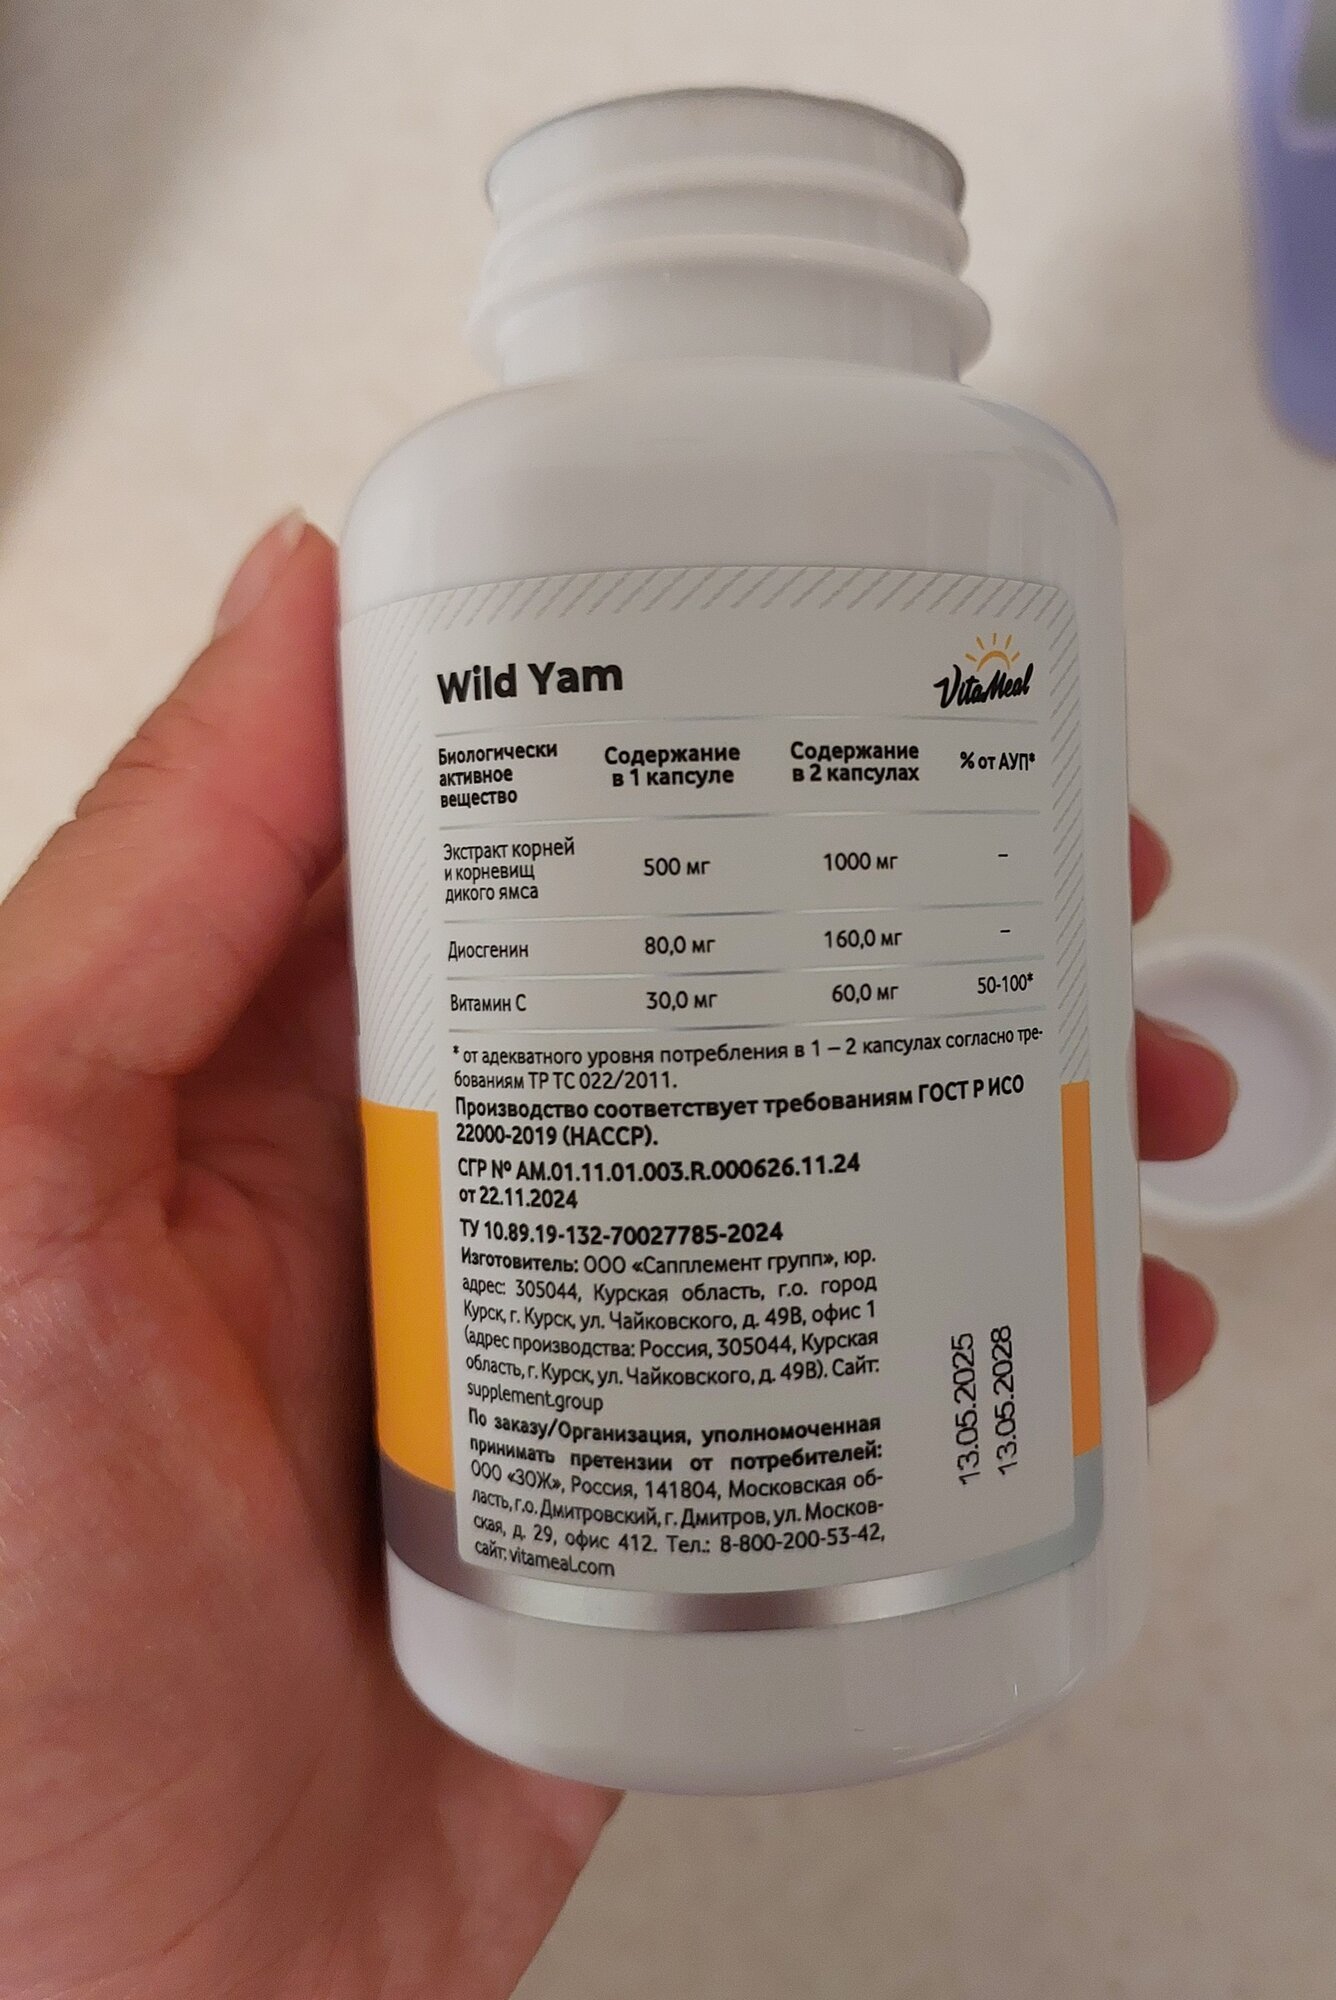 Wild Yam
VitaMeal
Биологически
активное
вещество
Содержание
в 1 капсуле
Содержание
в 2 капсулах
% от АУП*
Экстракт корней
и корневищ
дикого ямса
500 мг
1000 мг
–
Диосгенин
80,0 мг
160,0 мг
–
Витамин С
30,0 мг
60,0 мг
50-100*
* от адекватного уровня потребления в 1 – 2 капсулах согласно тре-
бованиям ТР ТС 022/2011.
Производство соответствует требованиям ГОСТ Р ИСО
22000-2019 (НАССР).
СГР № AM.01.11.01.003.R.000626.11.24
от 22.11.2024
ТУ 10.89.19-132-70027785-2024
Изготовитель: ООО «Сапплемент групп», юр.
адрес: 305044, Курская область, г.о. город
Курск, г. Курск, ул. Чайковского, д. 49В, офис 1
(адрес производства: Россия, 305044, Курская
область, г. Курск, ул. Чайковского, д. 49В). Сайт:
supplement.group
По заказу/Организация, уполномоченная
принимать претензии от потребителей:
ООО «ЗОЖ», Россия, 141804, Московская об-
ласть, г.о. Дмитровский, г. Дмитров, ул. Москов-
ская, д. 29, офис 412. Тел.: 8-800-200-53-42,
сайт: vitameal.com
13.05.2025
13.05.2028